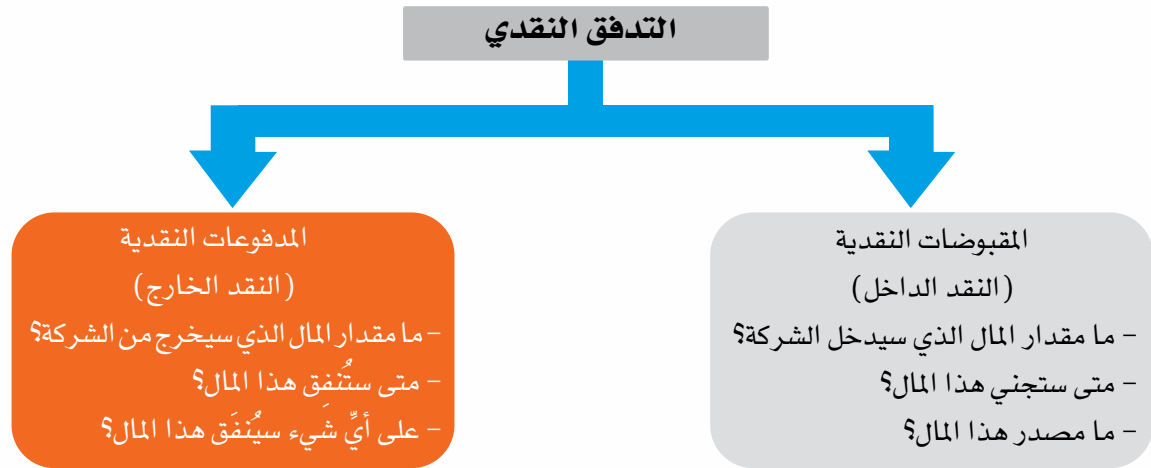 التدفق النقدي
المقبوضات النقدية
(النقد الداخل)
- ما مقدار المال الذي سيدخل الشركة؟
- متى ستجني هذا المال؟
- ما مصدر هذا المال؟
المدفوعات النقدية
(النقد الخارج)
- ما مقدار المال الذي سيخرج من الشركة؟
- متى ستُنفِق هذا المال؟
- على أيِّ شَيء سيُنفَق هذا المال؟